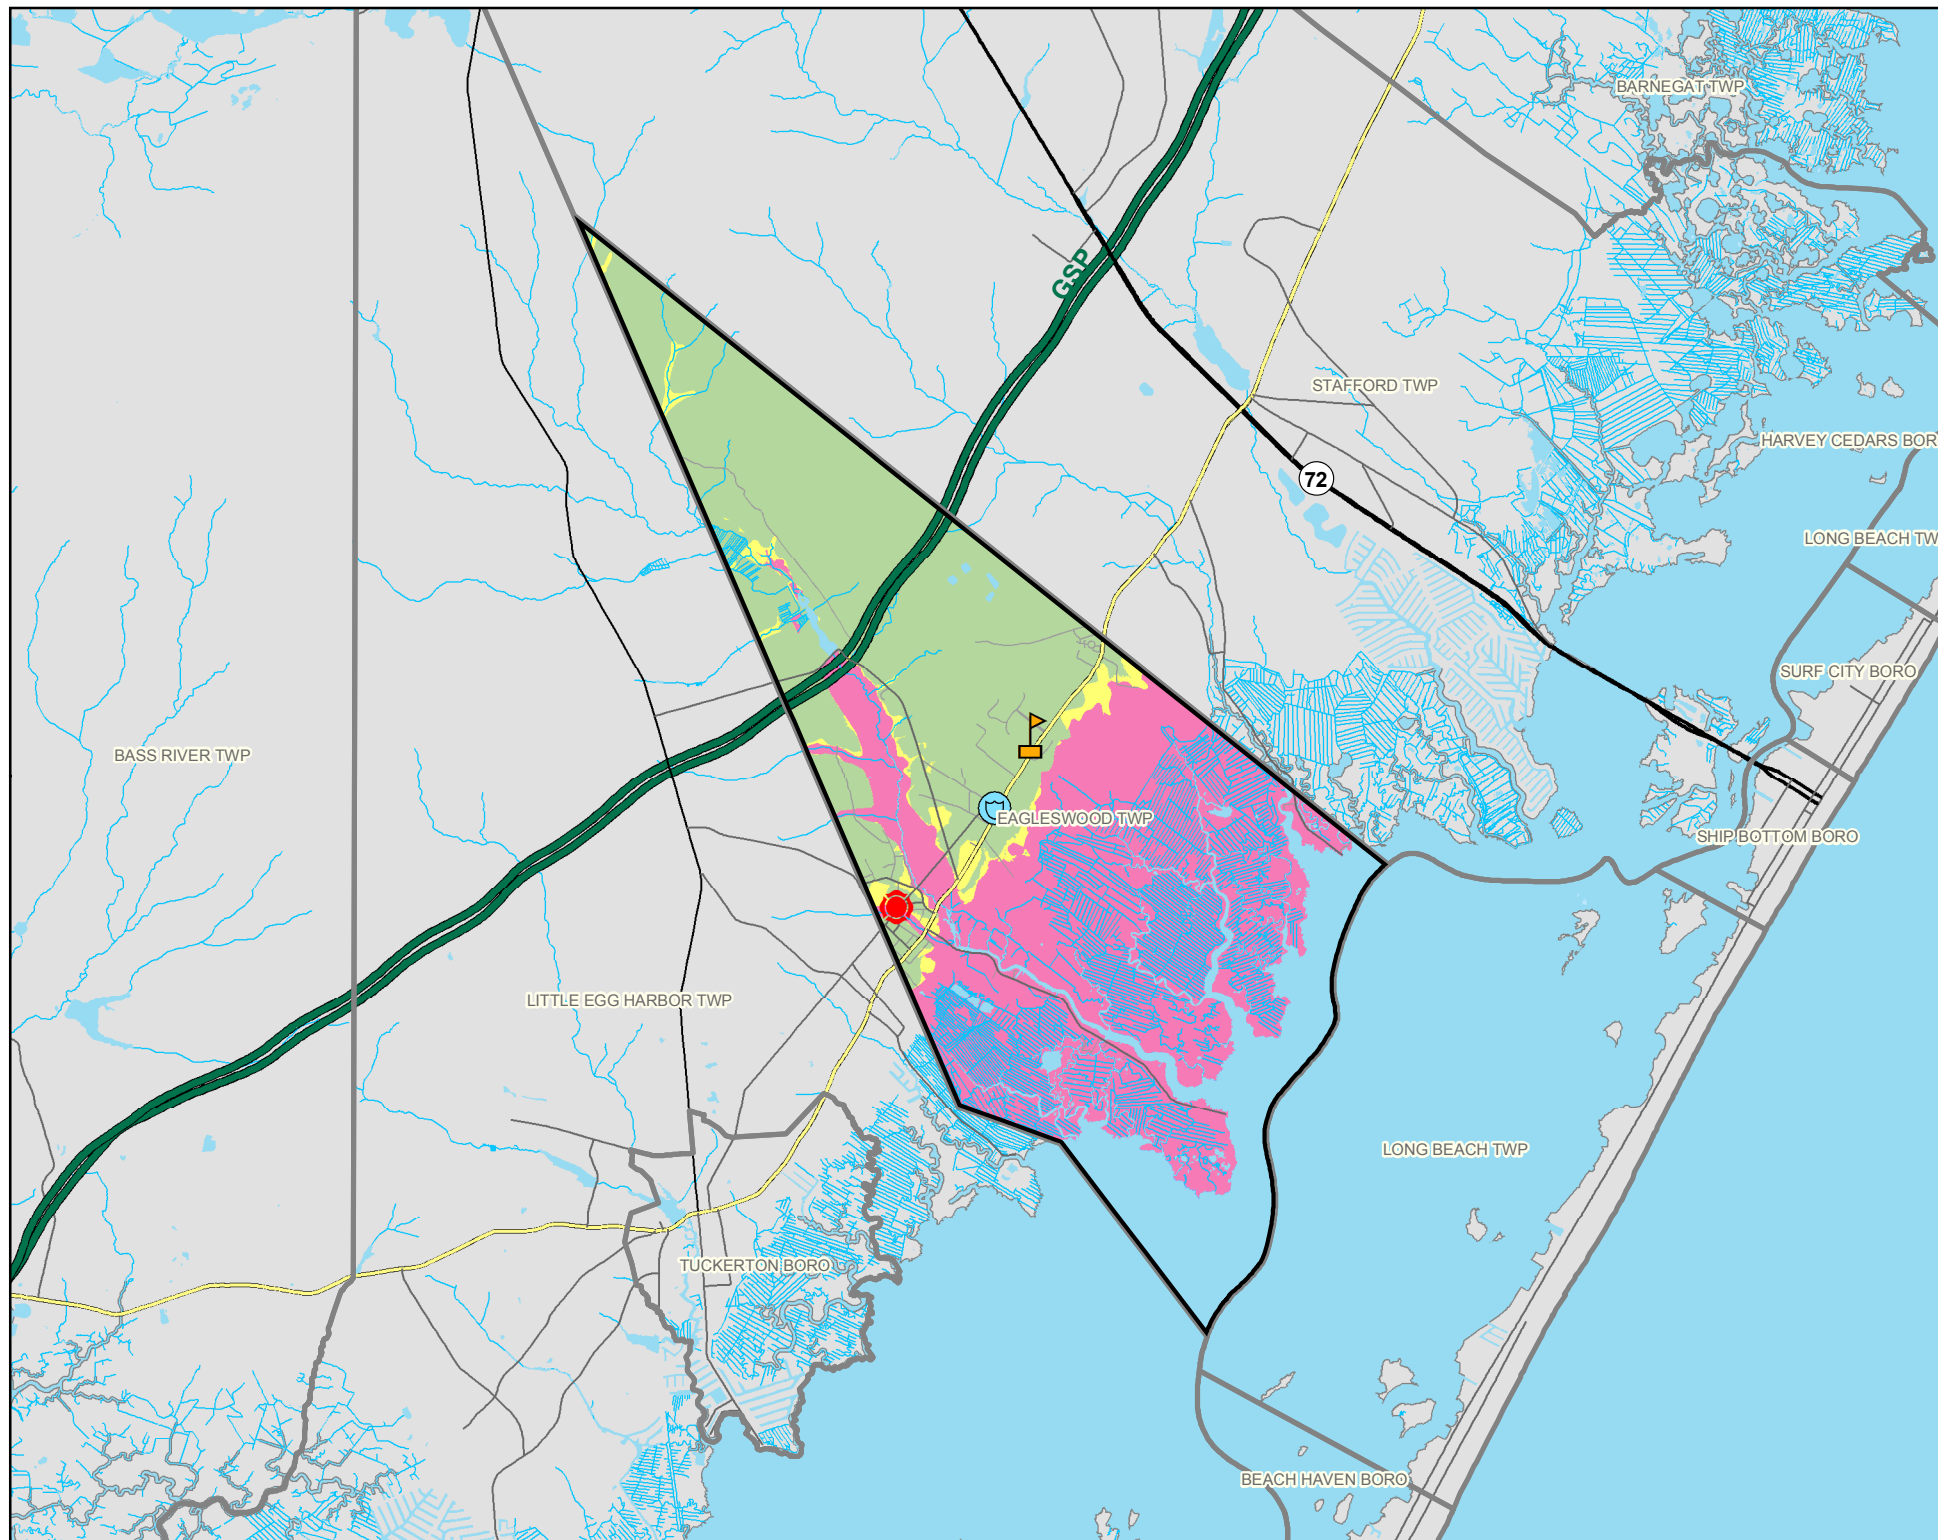 BARNEGAT TWP
GSP
STAFFORD TWP
HARVEY CEDARS BOR
72
LONG BEACH TW
SURF CITY BORO
BASS RIVER TWP
EAGLESWOOD TWP
SHIP BOTTOM BORO
LITTLE EGG HARBOR TWP
LONG BEACH TWP
TUCKERTON BORO
BEACH HAVEN BORO